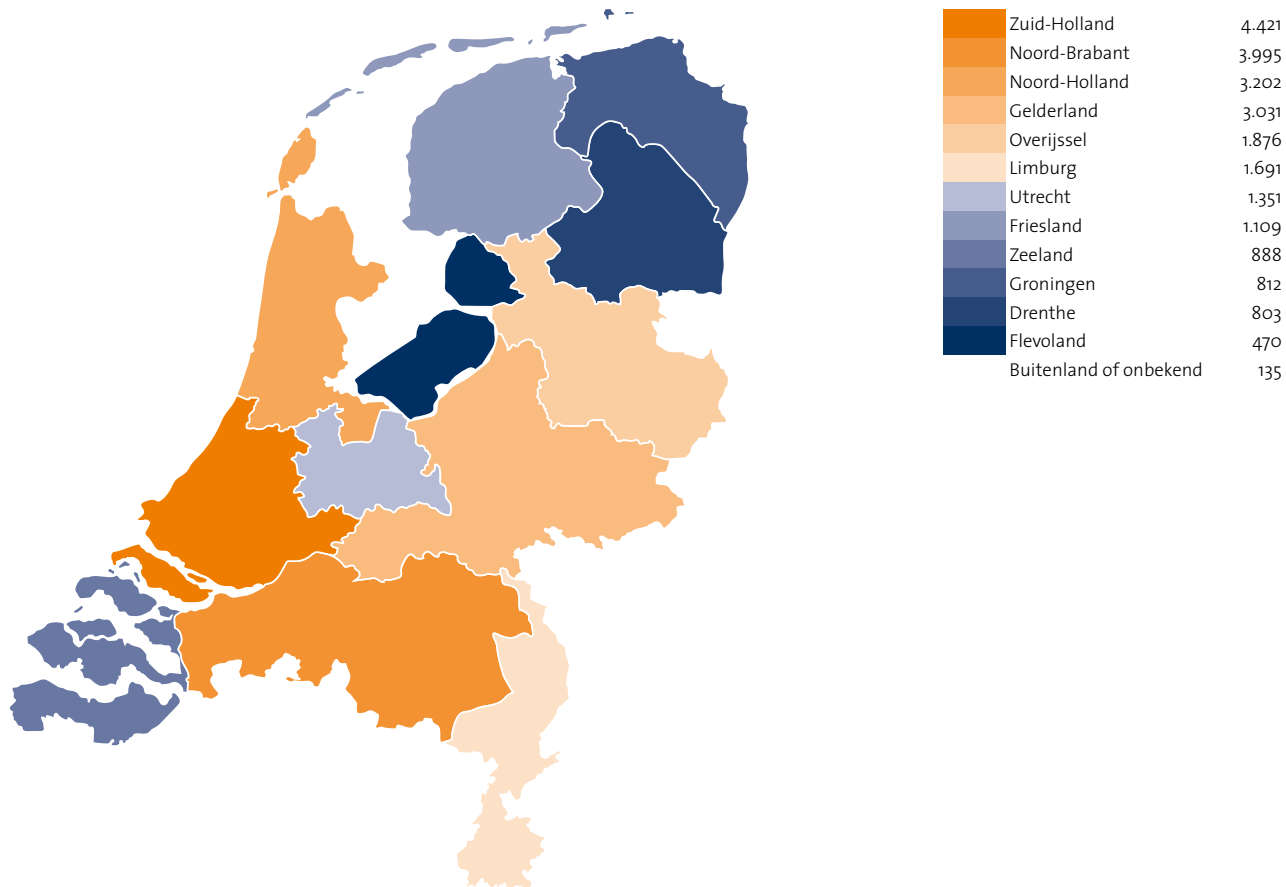 Zuid-Holland 4.421
Noord-Brabant 3.995
Noord-Holland 3.202
Gelderland 3.031
Overijssel 1.876
Limburg 1.691
Utrecht 1.351
Friesland 1.109
Zeeland 888
Groningen 812
Drenthe 803
Flevoland 470
Buitenland of onbekend 135